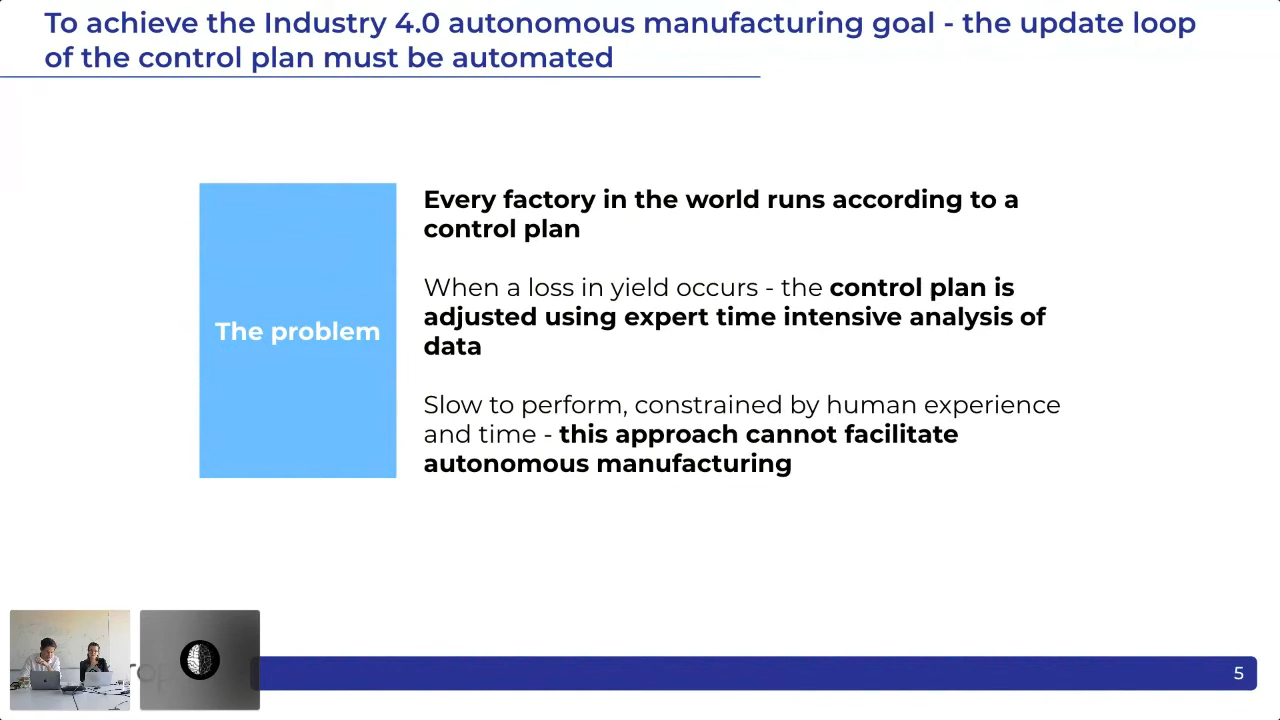 To achieve the Industry 4.0 autonomous manufacturing goal - the update loop
of the control plan must be automated
The problem
Every factory in the world runs according to a
control plan
When a loss in yield occurs - the control plan is
adjusted using expert time intensive analysis of
data
Slow to perform, constrained by human experience
and time - this approach cannot facilitate
autonomous manufacturing
5